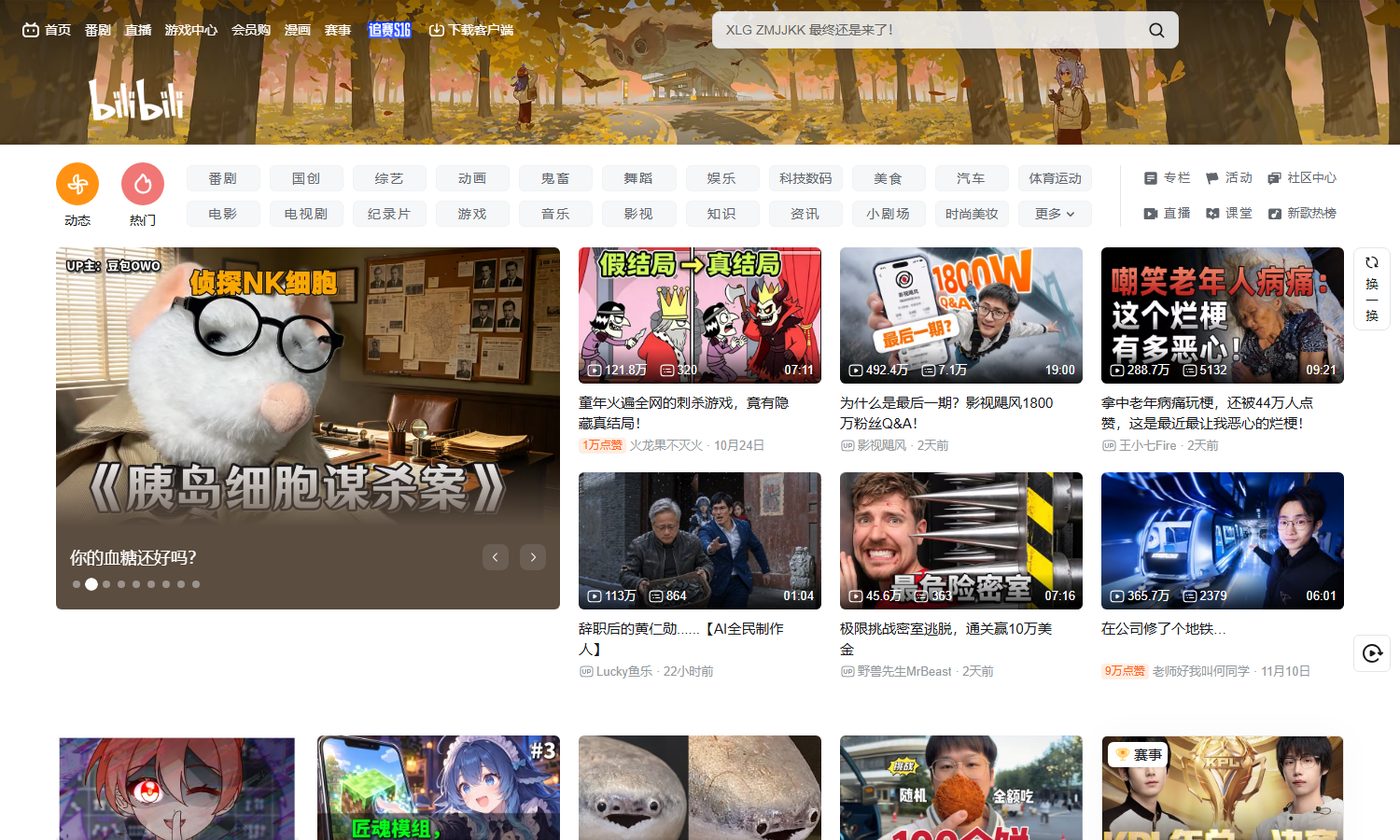 首页 番剧 直播 游戏中心 会员购 漫画 赛事 追赛S16 下载客户端
XLG ZMJJKK 最终还是来了!
bilibili
动态
热门
番剧 国创 综艺 动画 鬼畜 舞蹈 娱乐 科技数码 美食 汽车 体育运动
电影 电视剧 纪录片 游戏 音乐 影视 知识 资讯 小剧场 时尚美妆 更多
专栏 活动 社区中心
直播 课堂 新歌热榜
UP主:豆包OWO
侦探NK细胞
《胰岛细胞谋杀案》
你的血糖还好吗?
假结局→真结局
121.8万 320 07:11
童年火遍全网的刺杀游戏，竟有隐
藏真结局!
1万点赞 火龙果不灭火 · 10月24日
1800W
Q&A
影视飓风
最后一期?
492.4万 7.1万 19:00
为什么是最后一期？影视飓风1800
万粉丝Q&A!
UP 影视飓风 · 2天前
嘲笑老年人病痛:
这个烂梗
有多恶心!
288.7万 5132 09:21
拿中老年病痛玩梗，还被44万人点
赞，这是最近最让我恶心的烂梗!
UP 王小七Fire · 2天前
换
一
换
113万 864 01:04
辞职后的黄仁勋......【AI全民制作
人】
UP Lucky鱼乐 · 22小时前
最危险密室
45.6万 363 07:16
极限挑战密室逃脱，通关赢10万美
金
UP 野兽先生MrBeast · 2天前
365.7万 2379 06:01
在公司修了个地铁...
9万点赞 老师好我叫何同学 · 11月10日
#3
匠魂模组，
挑战
随机
金额吃
赛事
KPL